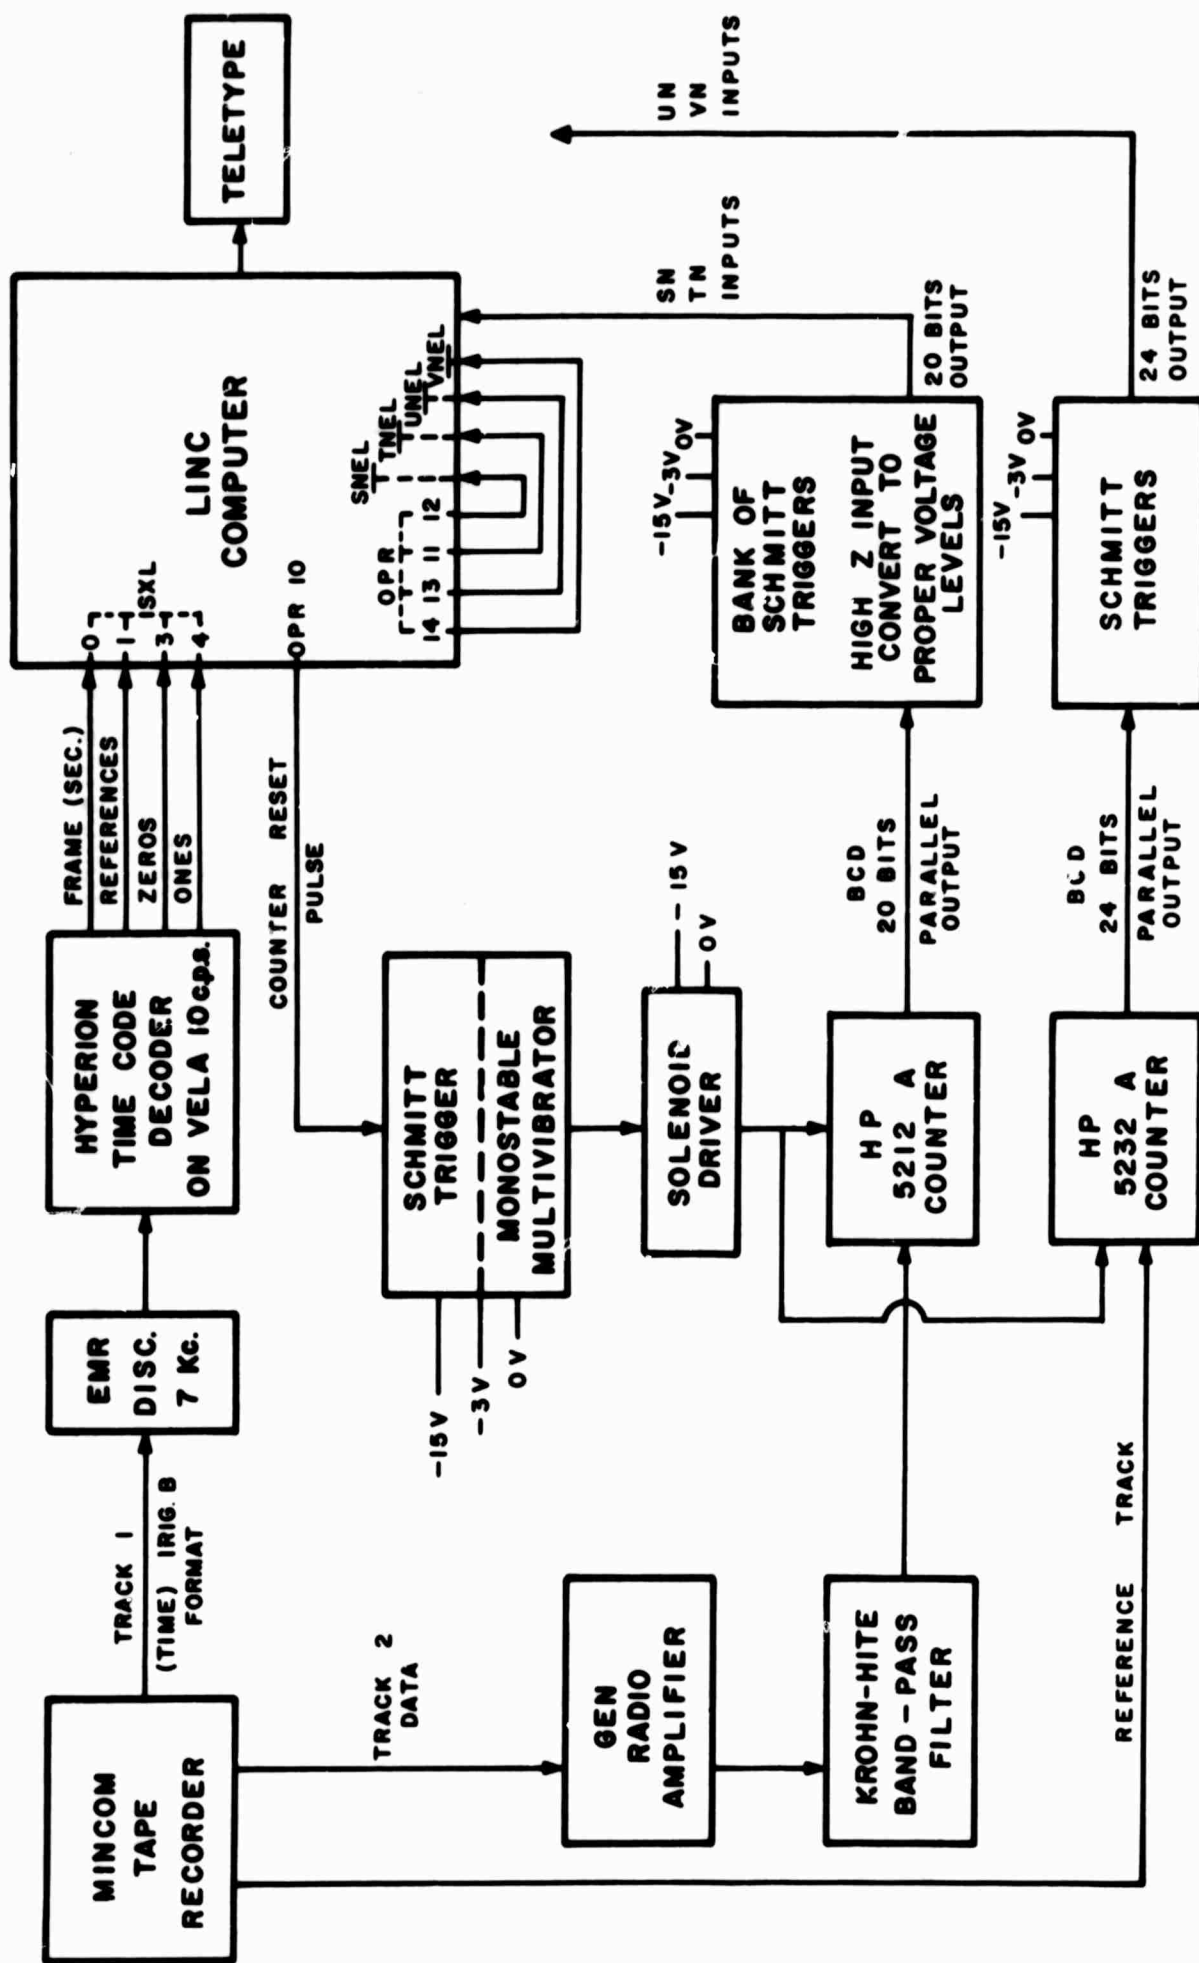 MINCOM
TAPE
RECORDER
TRACK 1
(TIME) IRIG. B
FORMAT
EMR
DISC.
7 Kc.
HYPERION
TIME CODE
DECODER
ON VELA 10 c.p.s.
FRAME (SEC.)
REFERENCES
ZEROS
ONES
0
1
3
4
SXL
LINC
COMPUTER
TELETYPE
OPR 10
OPR
14
13
11
12
SNEL
TNEL
UNEL
VNEL
COUNTER RESET
PULSE
TRACK 2
DATA
SCHMITT
TRIGGER
MONOSTABLE
MULTIVIBRATOR
-15V
-3V
0V
SOLENOID
DRIVER
-15V
0V
GEN
RADIO
AMPLIFIER
KROHN-HITE
BAND-PASS
FILTER
HP
5212 A
COUNTER
BCD
20 BITS
PARALLEL
OUTPUT
-15V
-3V
0V
BANK OF
SCHMITT
TRIGGERS
HIGH Z INPUT
CONVERT TO
PROPER VOLTAGE
LEVELS
20 BITS
OUTPUT
SN
TN
INPUTS
REFERENCE TRACK
HP
5232 A
COUNTER
BCD
24 BITS
PARALLEL
OUTPUT
-15V
-3V
0V
SCHMITT
TRIGGERS
24 BITS
OUTPUT
UN
VN
INPUTS